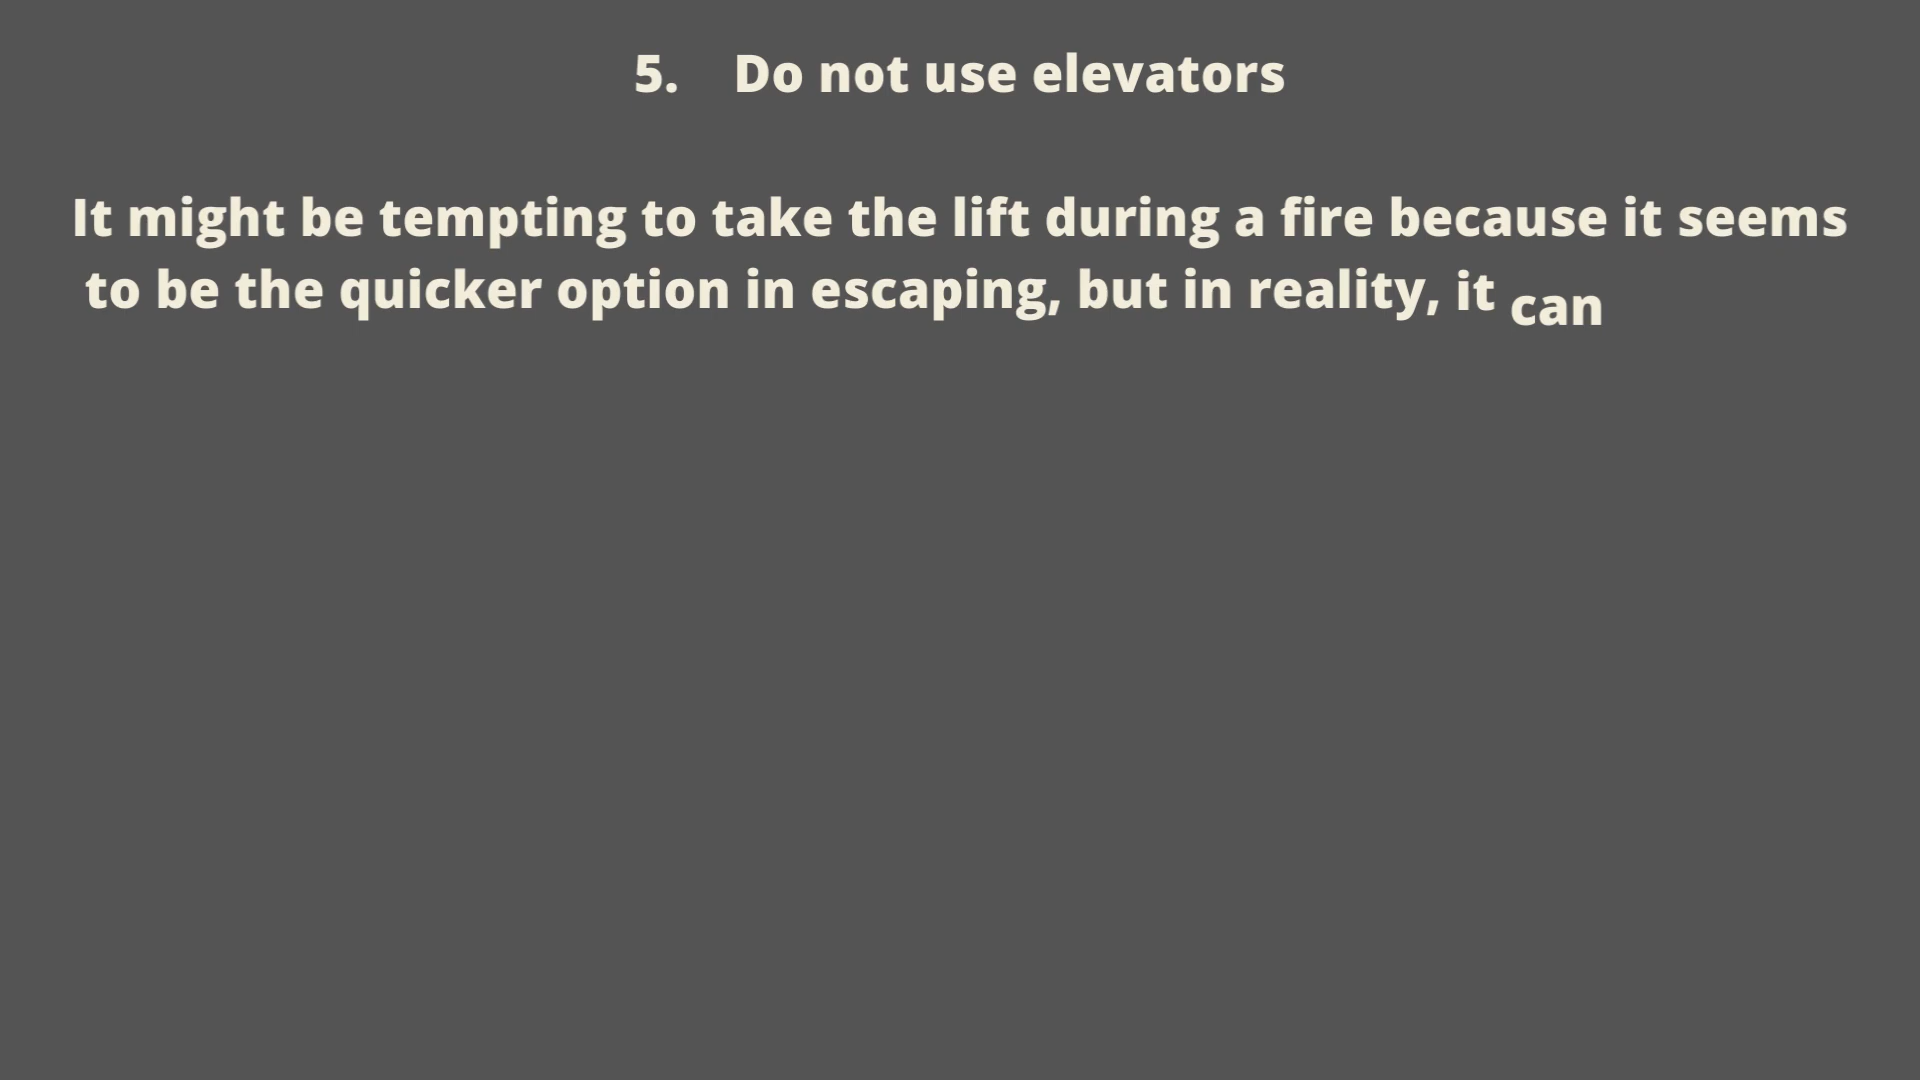 5. Do not use elevators
It might be tempting to take the lift during a fire because it seems
to be the quicker option in escaping, but in reality, it can